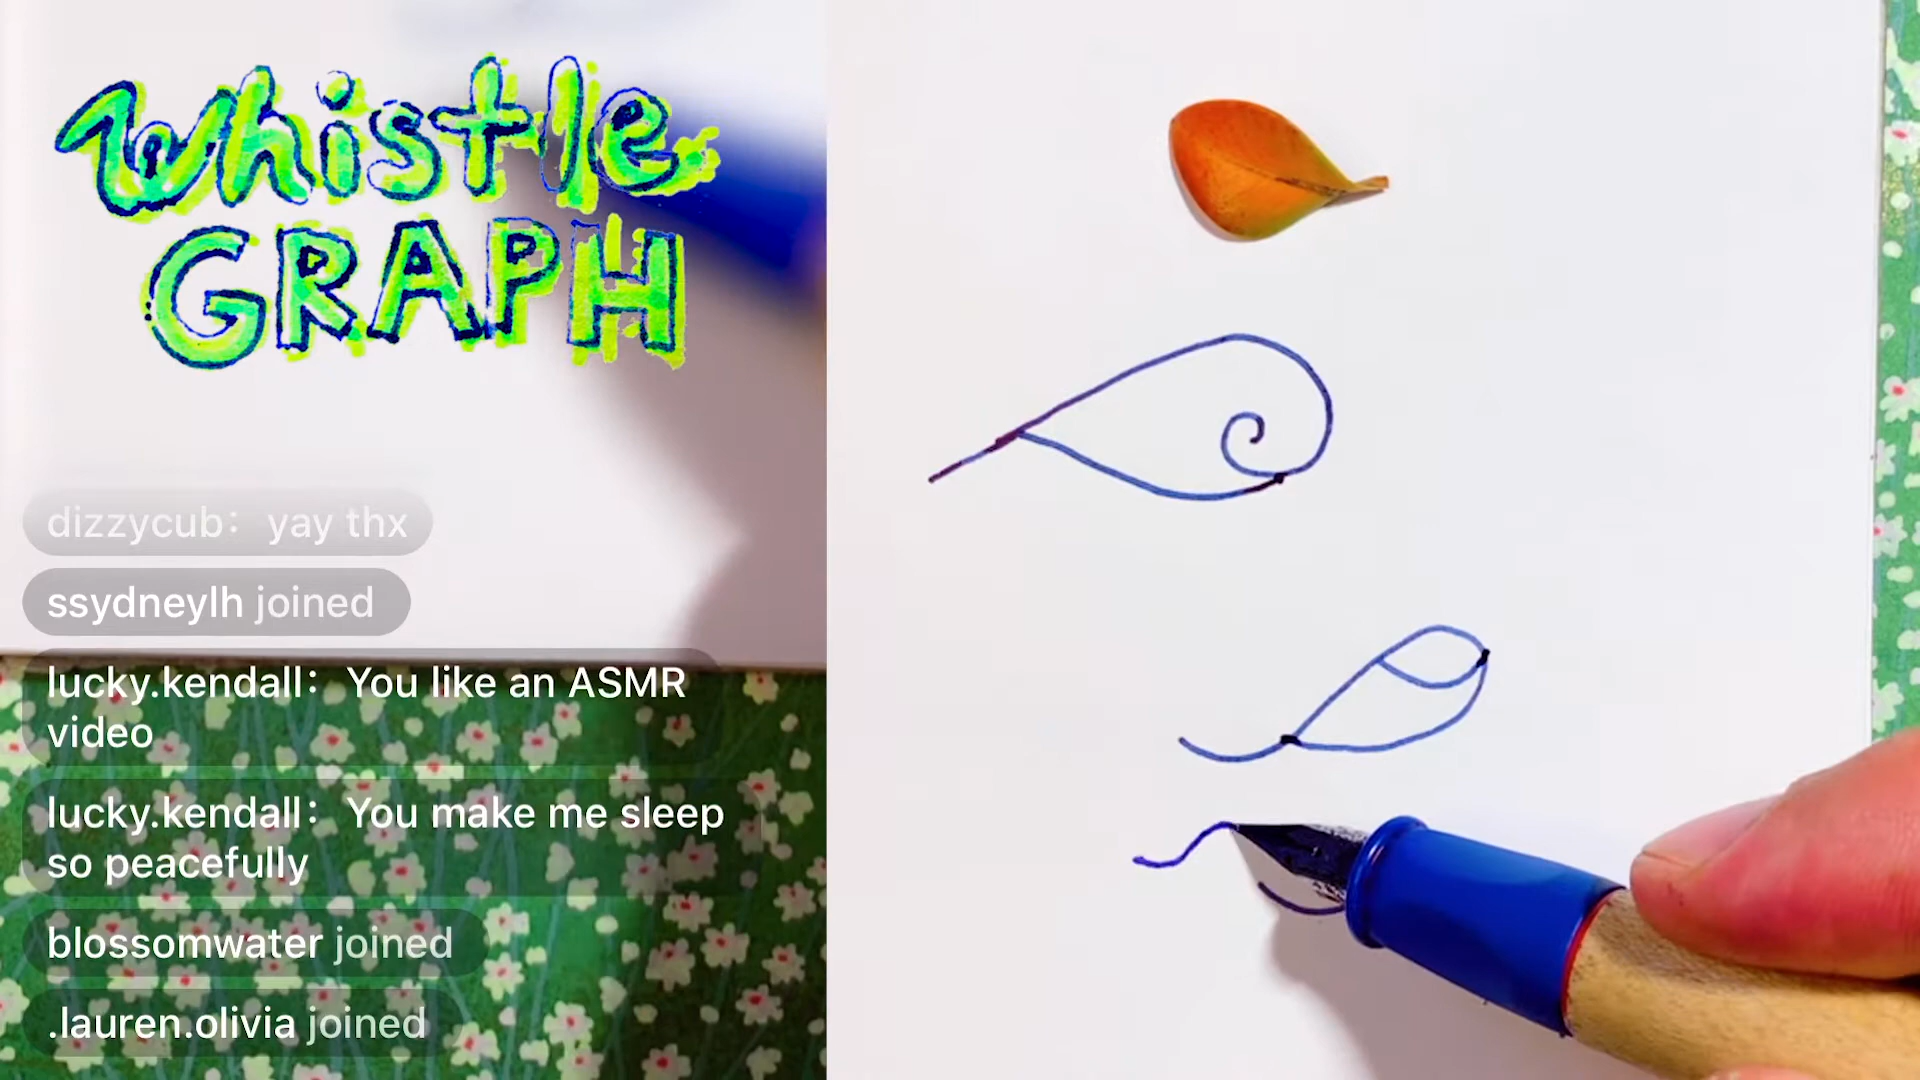 Whistle
GRAPH
dizzycub: yay thx
ssydneylh joined
lucky.kendall: You like an ASMR
video
lucky.kendall: You make me sleep
so peacefully
blossomwater joined
.lauren.olivia joined